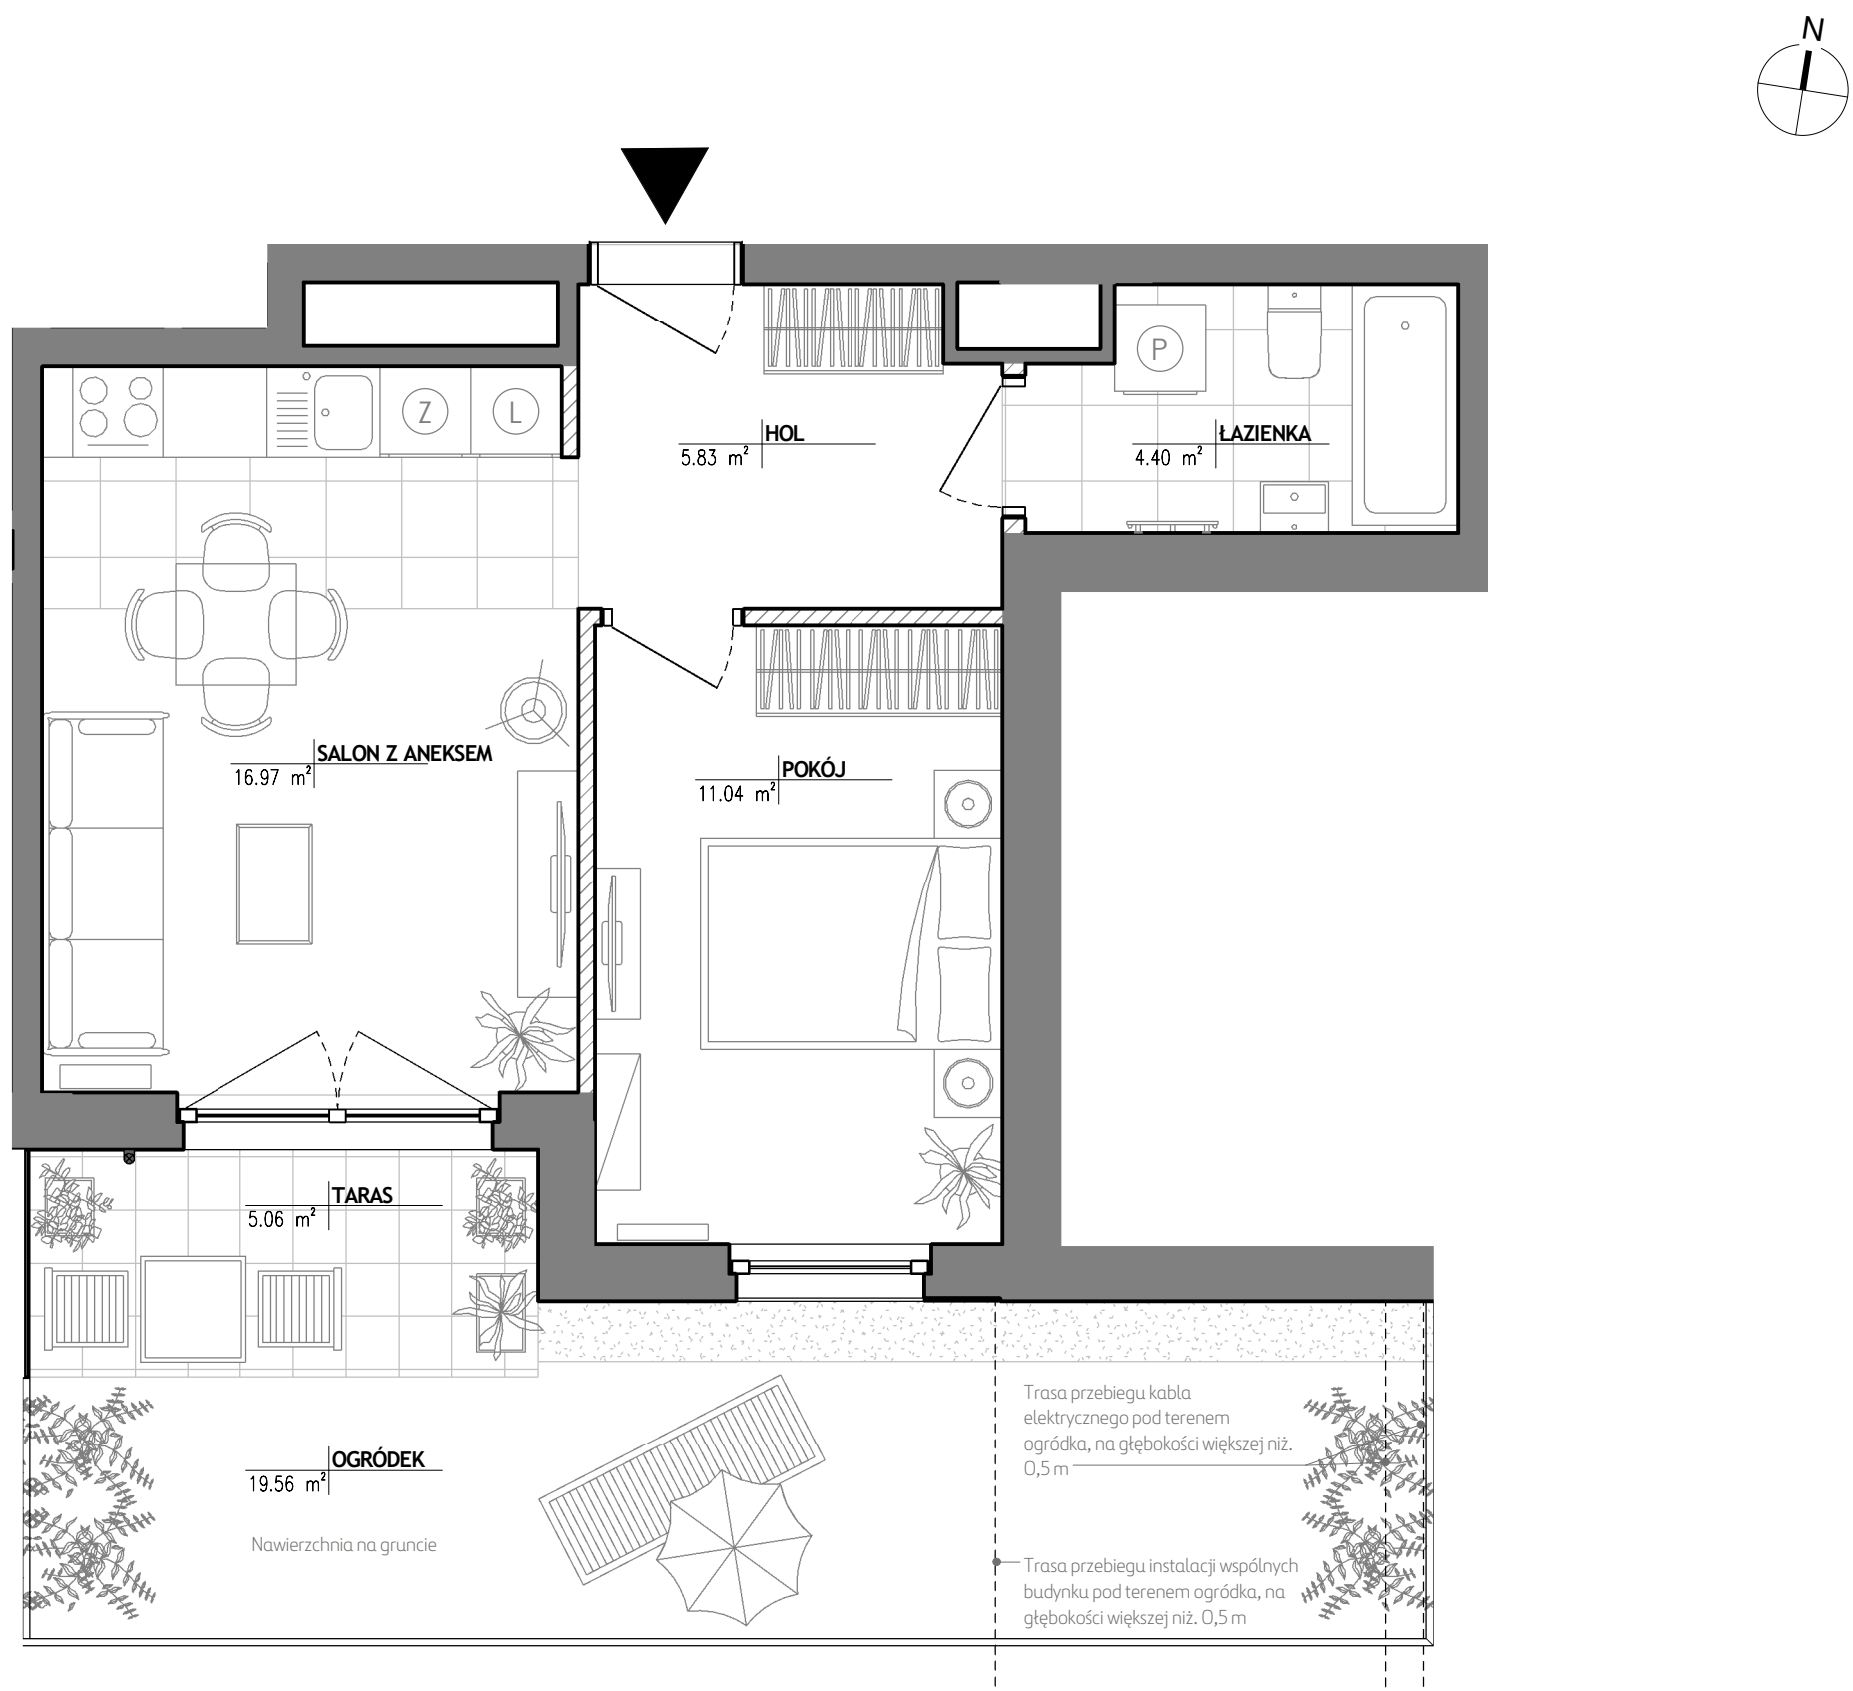 N
Z
L
P
HOL
5.83 m²
ŁAZIENKA
4.40 m²
SALON Z ANEKSEM
16.97 m²
POKÓJ
11.04 m²
TARAS
5.06 m²
OGRÓDEK
19.56 m²
Nawierzchnia na gruncie
Trasa przebiegu kabla
elektrycznego pod terenem
ogródka, na głębokości większej niż.
0,5 m
Trasa przebiegu instalacji wspólnych
budynku pod terenem ogródka, na
głębokości większej niż. 0,5 m